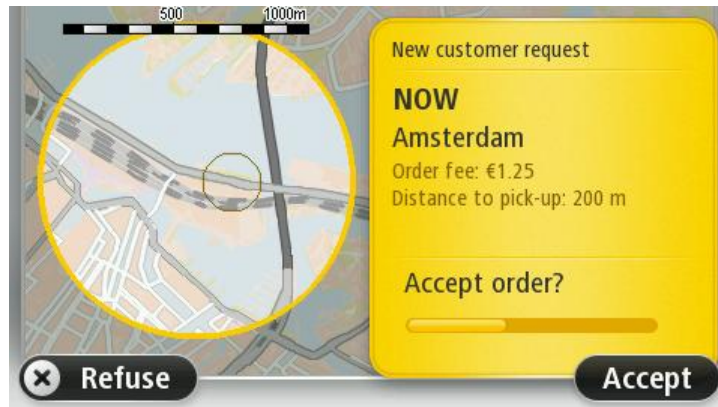 500 1000m
New customer request
NOW
Amsterdam
Order fee: €1.25
Distance to pick-up: 200 m
Accept order?
Refuse
Accept